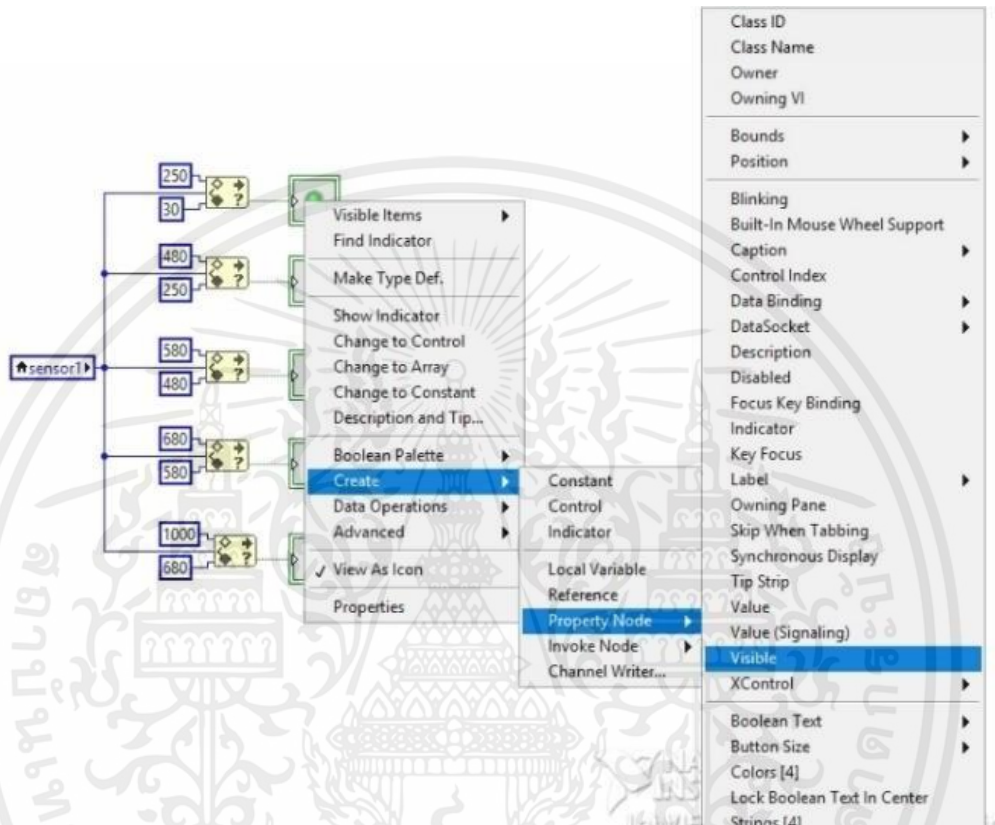 250
30
480
250
sensor1
580
480
680
580
1000
680
Visible Items
Find Indicator
Make Type Def.
Show Indicator
Change to Control
Change to Array
Change to Constant
Description and Tip...
Boolean Palette
Create
Data Operations
Advanced
✓ View As Icon
Properties
Constant
Control
Indicator
Local Variable
Reference
Property Node
Invoke Node
Channel Writer...
Class ID
Class Name
Owner
Owning VI
Bounds
Position
Blinking
Built-In Mouse Wheel Support
Caption
Control Index
Data Binding
DataSocket
Description
Disabled
Focus Key Binding
Indicator
Key Focus
Label
Owning Pane
Skip When Tabbing
Synchronous Display
Tip Strip
Value
Value (Signaling)
Visible
XControl
Boolean Text
Button Size
Colors [4]
Lock Boolean Text In Center
Strings [4]